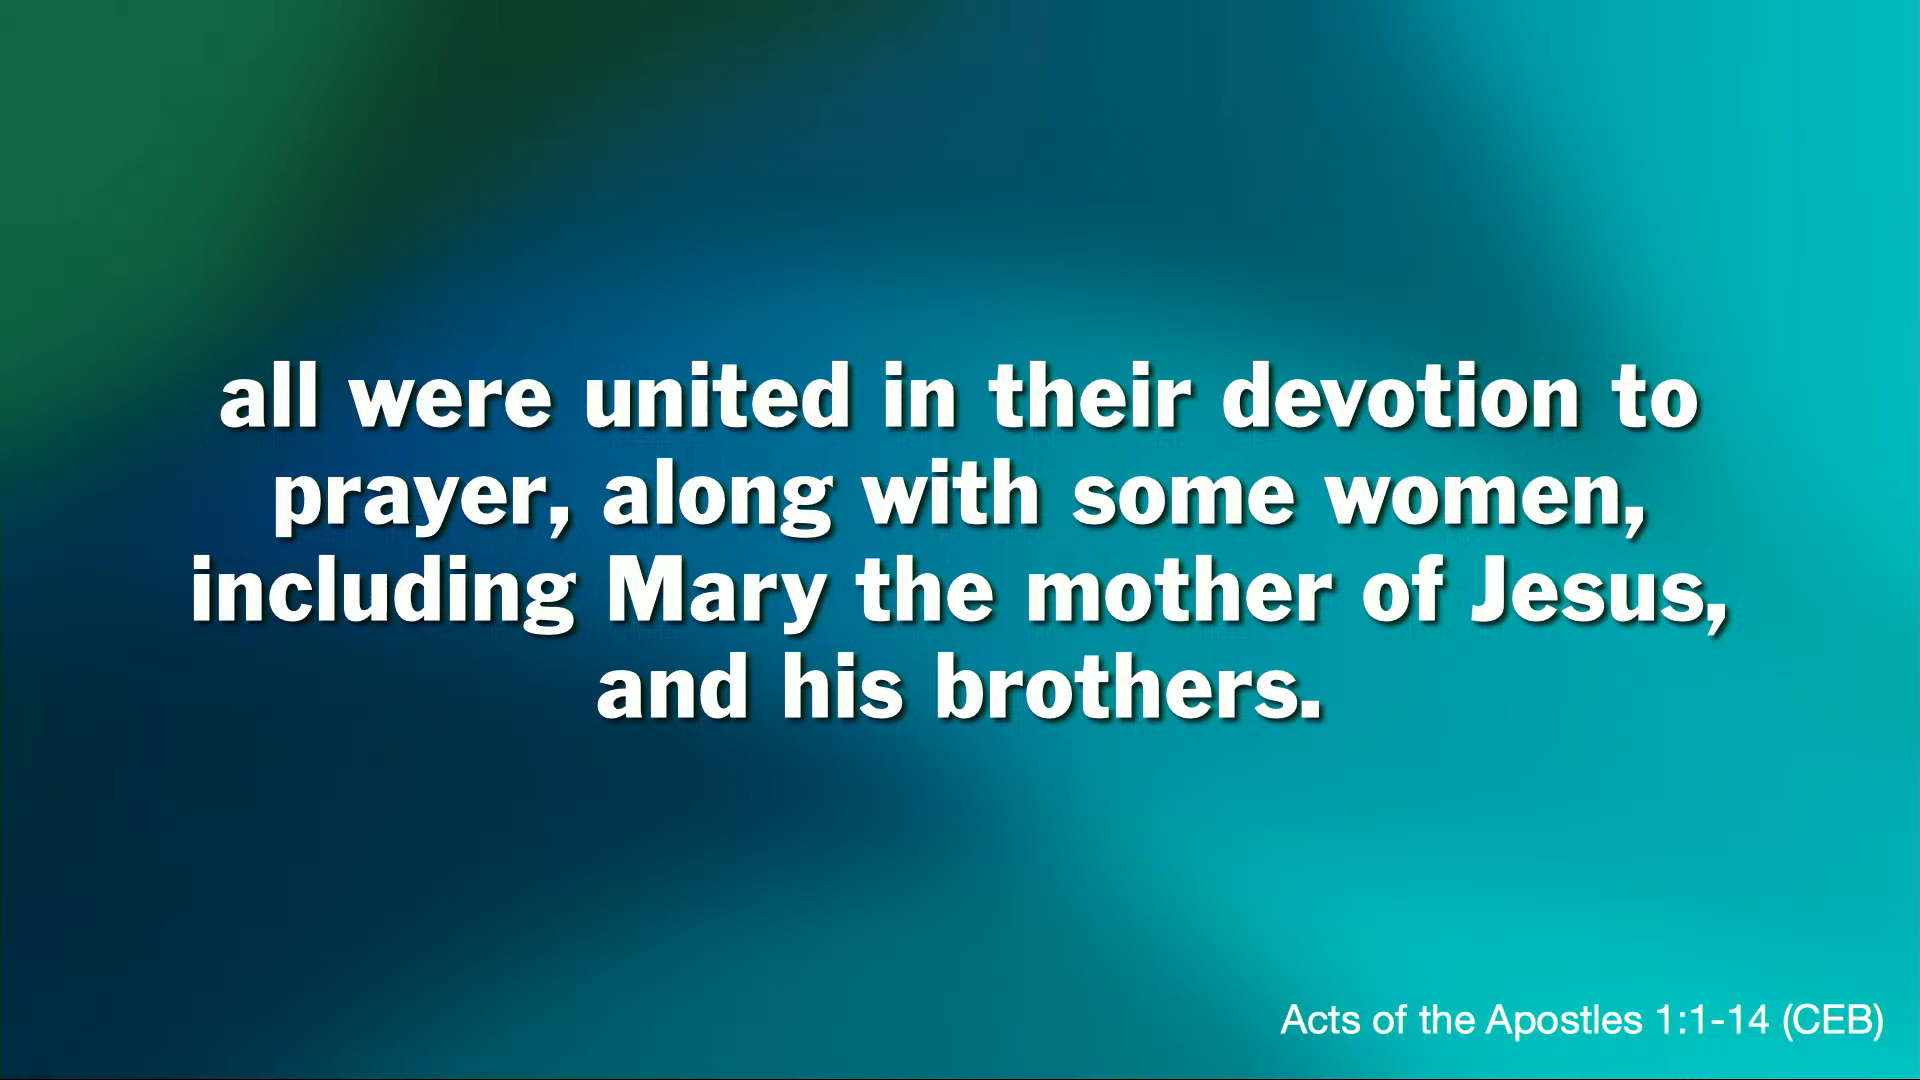 all were united in their devotion to
prayer, along with some women,
including Mary the mother of Jesus,
and his brothers.
Acts of the Apostles 1:1-14 (CEB)